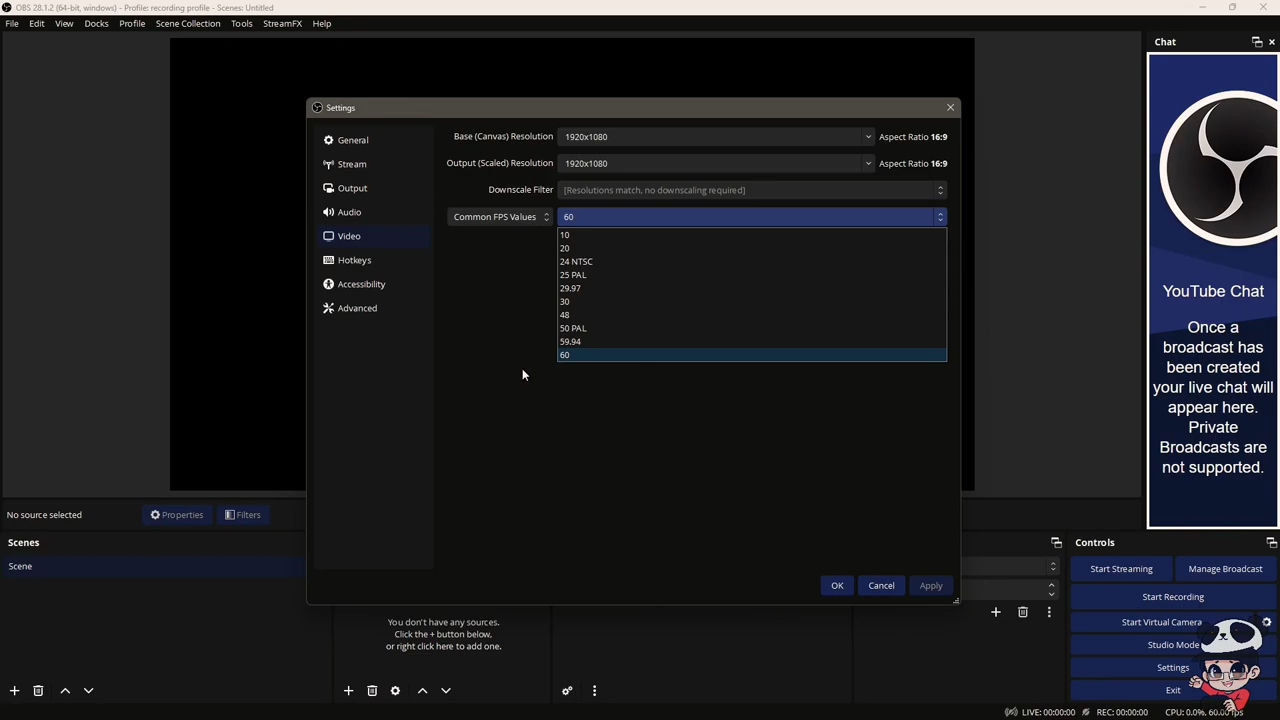 OBS 28.1.2 (64-bit, windows) - Profile: recording profile - Scenes: Untitled
File Edit View Docks Profile Scene Collection Tools StreamFX Help
Chat
Settings
General
Stream
Output
Audio
Video
Hotkeys
Accessibility
Advanced
Base (Canvas) Resolution 1920x1080 Aspect Ratio 16:9
Output (Scaled) Resolution 1920x1080 Aspect Ratio 16:9
Downscale Filter [Resolutions match, no downscaling required]
Common FPS Values 60
10
20
24 NTSC
25 PAL
29.97
30
48
50 PAL
59.94
60
OK Cancel Apply
YouTube Chat
Once a
broadcast has
been created
your live chat will
appear here.
Private
Broadcasts are
not supported.
No source selected Properties Filters
Scenes
Scene
You don't have any sources.
Click the + button below,
or right click here to add one.
Controls
Start Streaming Manage Broadcast
Start Recording
Start Virtual Camera
Studio Mode
Settings
Exit
LIVE: 00:00:00 REC: 00:00:00 CPU: 0.0%, 60.00 fps